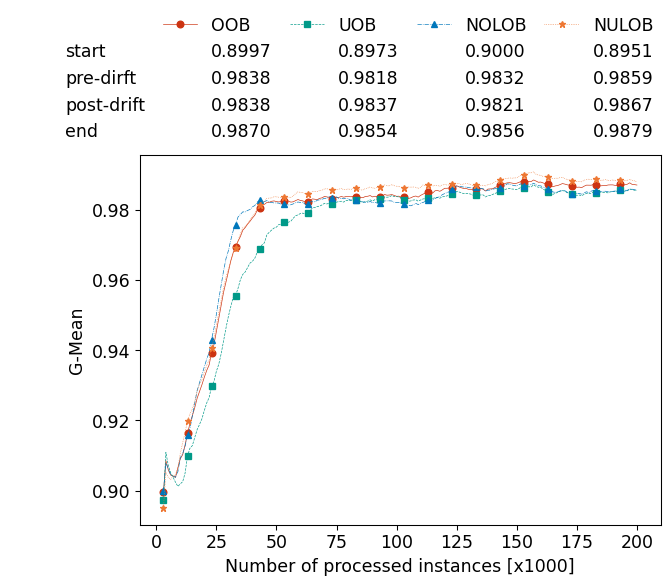 OOB UOB NOLOB NULOB
start 0.8997 0.8973 0.9000 0.8951
pre-dirft 0.9838 0.9818 0.9832 0.9859
post-drift 0.9838 0.9837 0.9821 0.9867
end 0.9870 0.9854 0.9856 0.9879
0.98
0.96
0.94
0.92
0.90
G-Mean
0 25 50 75 100 125 150 175 200
Number of processed instances [x1000]